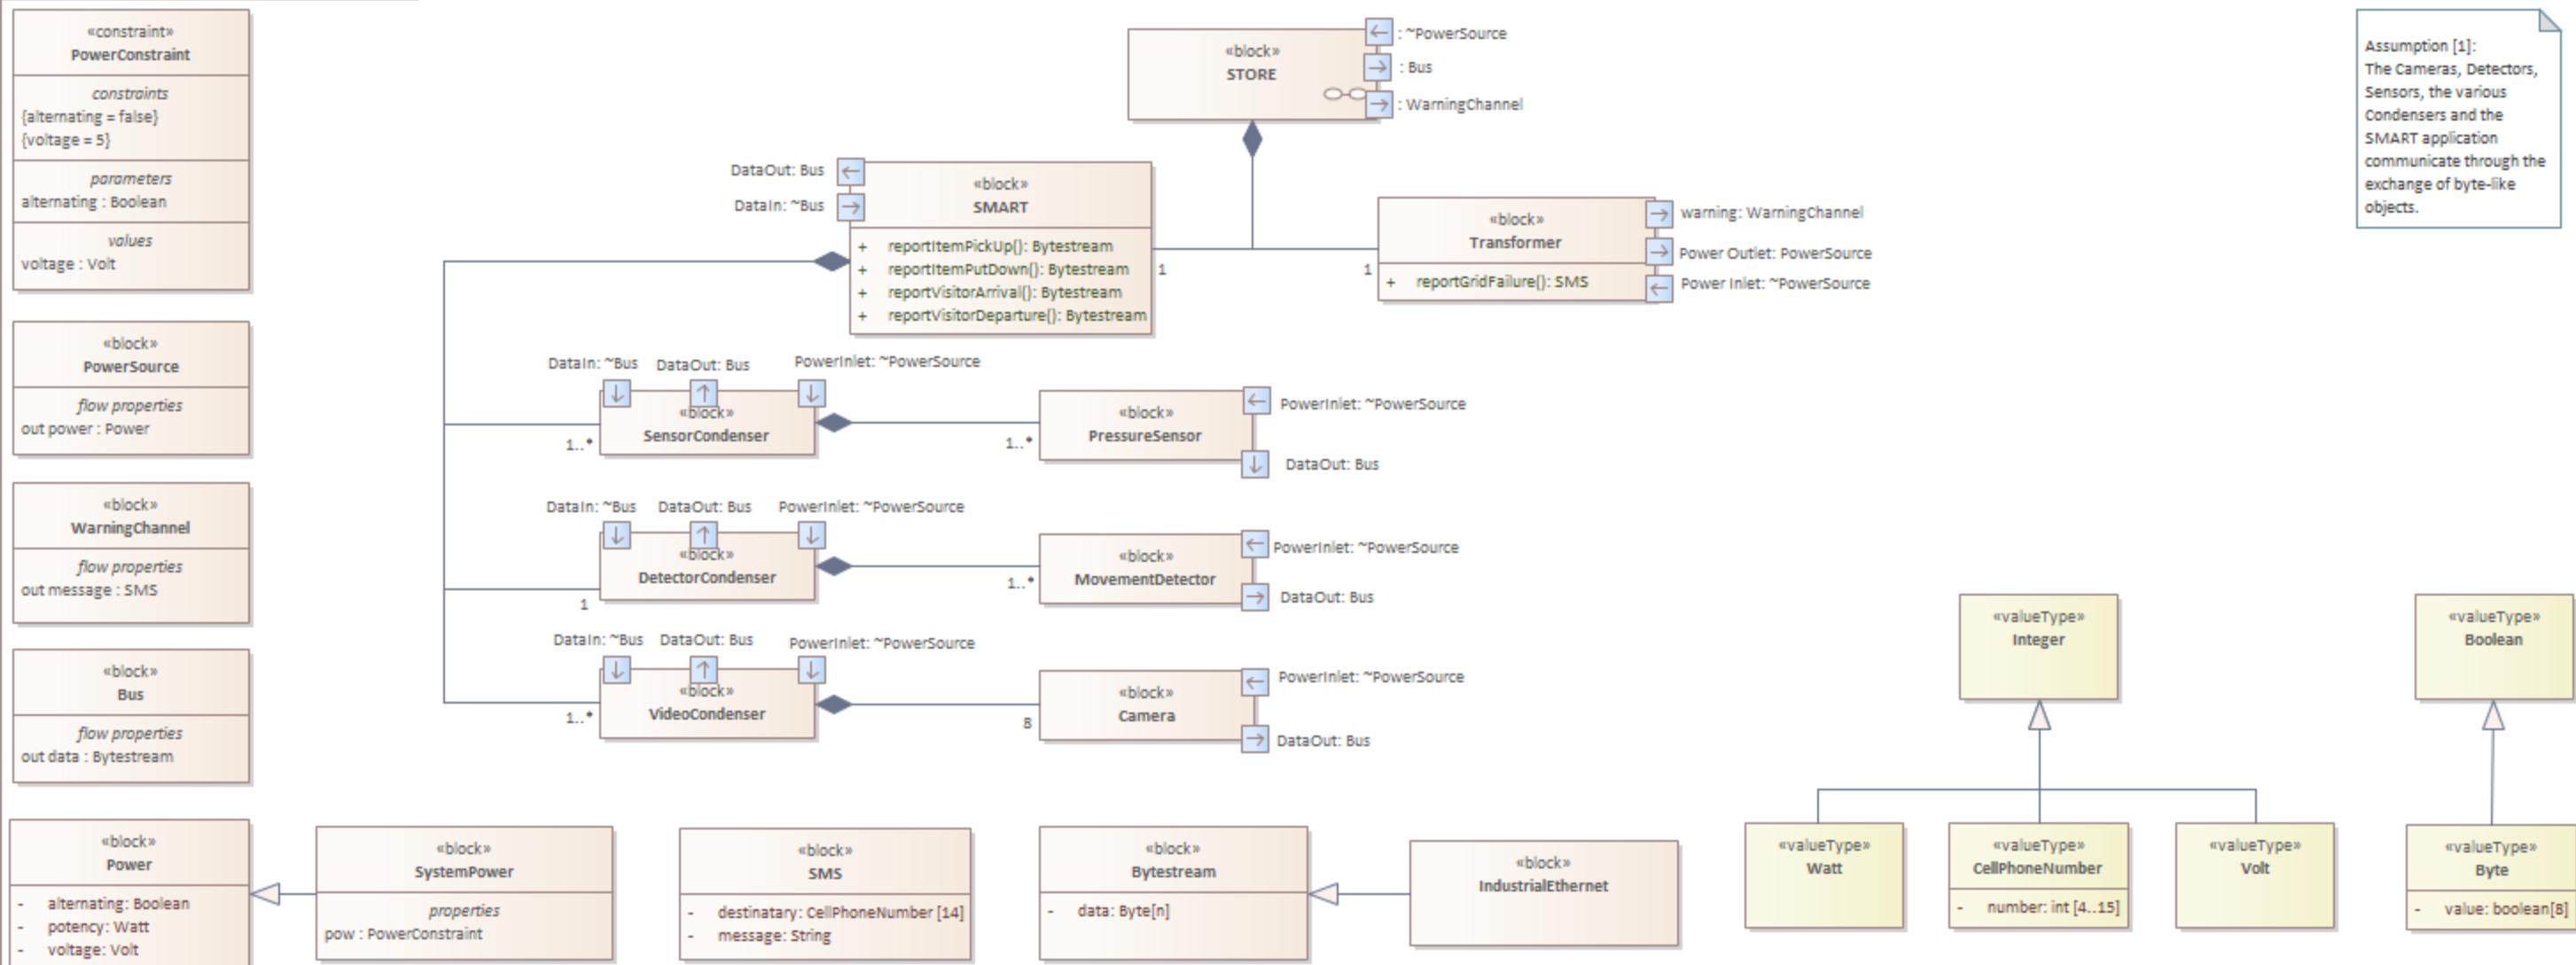 «constraint»
PowerConstraint
constraints
{alternating = false}
{voltage = 5}
parameters
alternating : Boolean
values
voltage : Volt
«block»
PowerSource
flow properties
out power : Power
«block»
WarningChannel
flow properties
out message : SMS
«block»
Bus
flow properties
out data : Bytestream
«block»
Power
- alternating: Boolean
- potency: Watt
- voltage: Volt
«block»
SystemPower
properties
pow : PowerConstraint
«block»
SMS
- destinatary: CellPhoneNumber [14]
- message: String
«block»
Bytestream
- data: Byte[n]
«block»
IndustrialEthernet
«block»
STORE
: ~PowerSource
: Bus
: WarningChannel
DataOut: Bus
DataIn: ~Bus
«block»
SMART
+ reportItemPickUp(): Bytestream
+ reportItemPutDown(): Bytestream
+ reportVisitorArrival(): Bytestream
+ reportVisitorDeparture(): Bytestream
1
1
«block»
Transformer
+ reportGridFailure(): SMS
warning: WarningChannel
Power Outlet: PowerSource
Power Inlet: ~PowerSource
DataIn: ~Bus
DataOut: Bus
PowerInlet: ~PowerSource
«block»
SensorCondenser
1..*
1..*
«block»
PressureSensor
PowerInlet: ~PowerSource
DataOut: Bus
DataIn: ~Bus
DataOut: Bus
PowerInlet: ~PowerSource
«block»
DetectorCondenser
1
1..*
«block»
MovementDetector
PowerInlet: ~PowerSource
DataOut: Bus
DataIn: ~Bus
DataOut: Bus
PowerInlet: ~PowerSource
«block»
VideoCondenser
1..*
8
«block»
Camera
PowerInlet: ~PowerSource
DataOut: Bus
Assumption [1]:
The Cameras, Detectors,
Sensors, the various
Condensers and the
SMART application
communicate through the
exchange of byte-like
objects.
«valueType»
Integer
«valueType»
Boolean
«valueType»
Watt
«valueType»
CellPhoneNumber
- number: int [4..15]
«valueType»
Volt
«valueType»
Byte
- value: boolean[8]